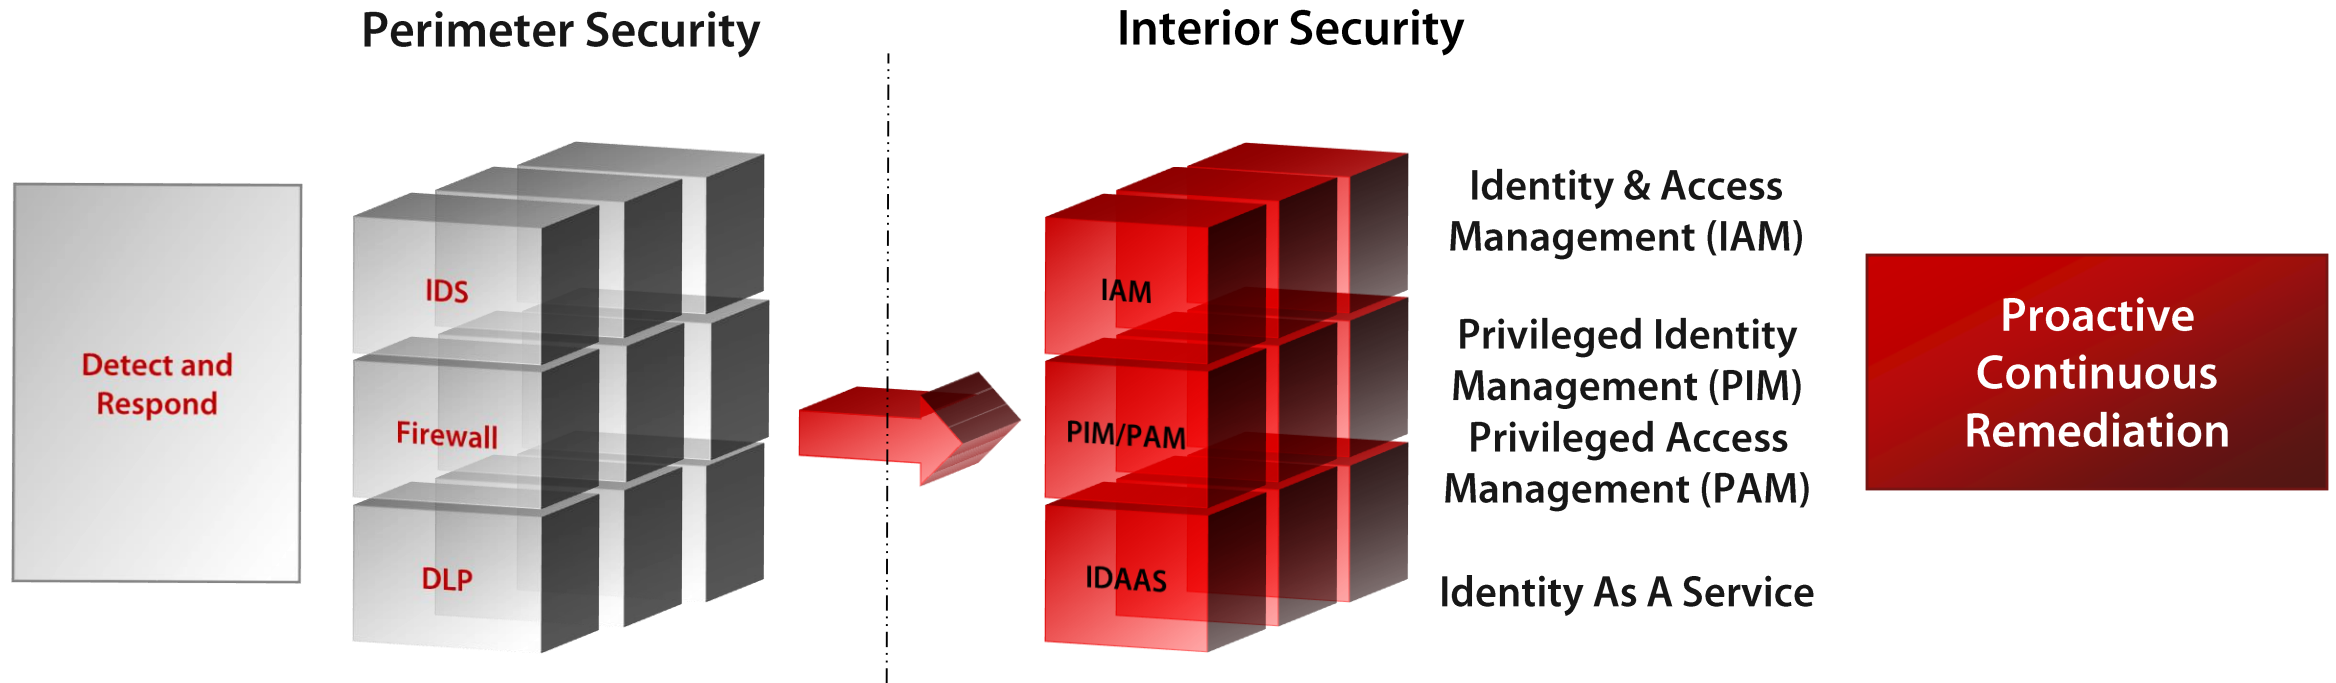 Perimeter Security
Interior Security
Detect and
Respond
IDS
Firewall
DLP
IAM
PIM/PAM
IDAAS
Identity & Access
Management (IAM)
Privileged Identity
Management (PIM)
Privileged Access
Management (PAM)
Identity As A Service
Proactive
Continuous
Remediation